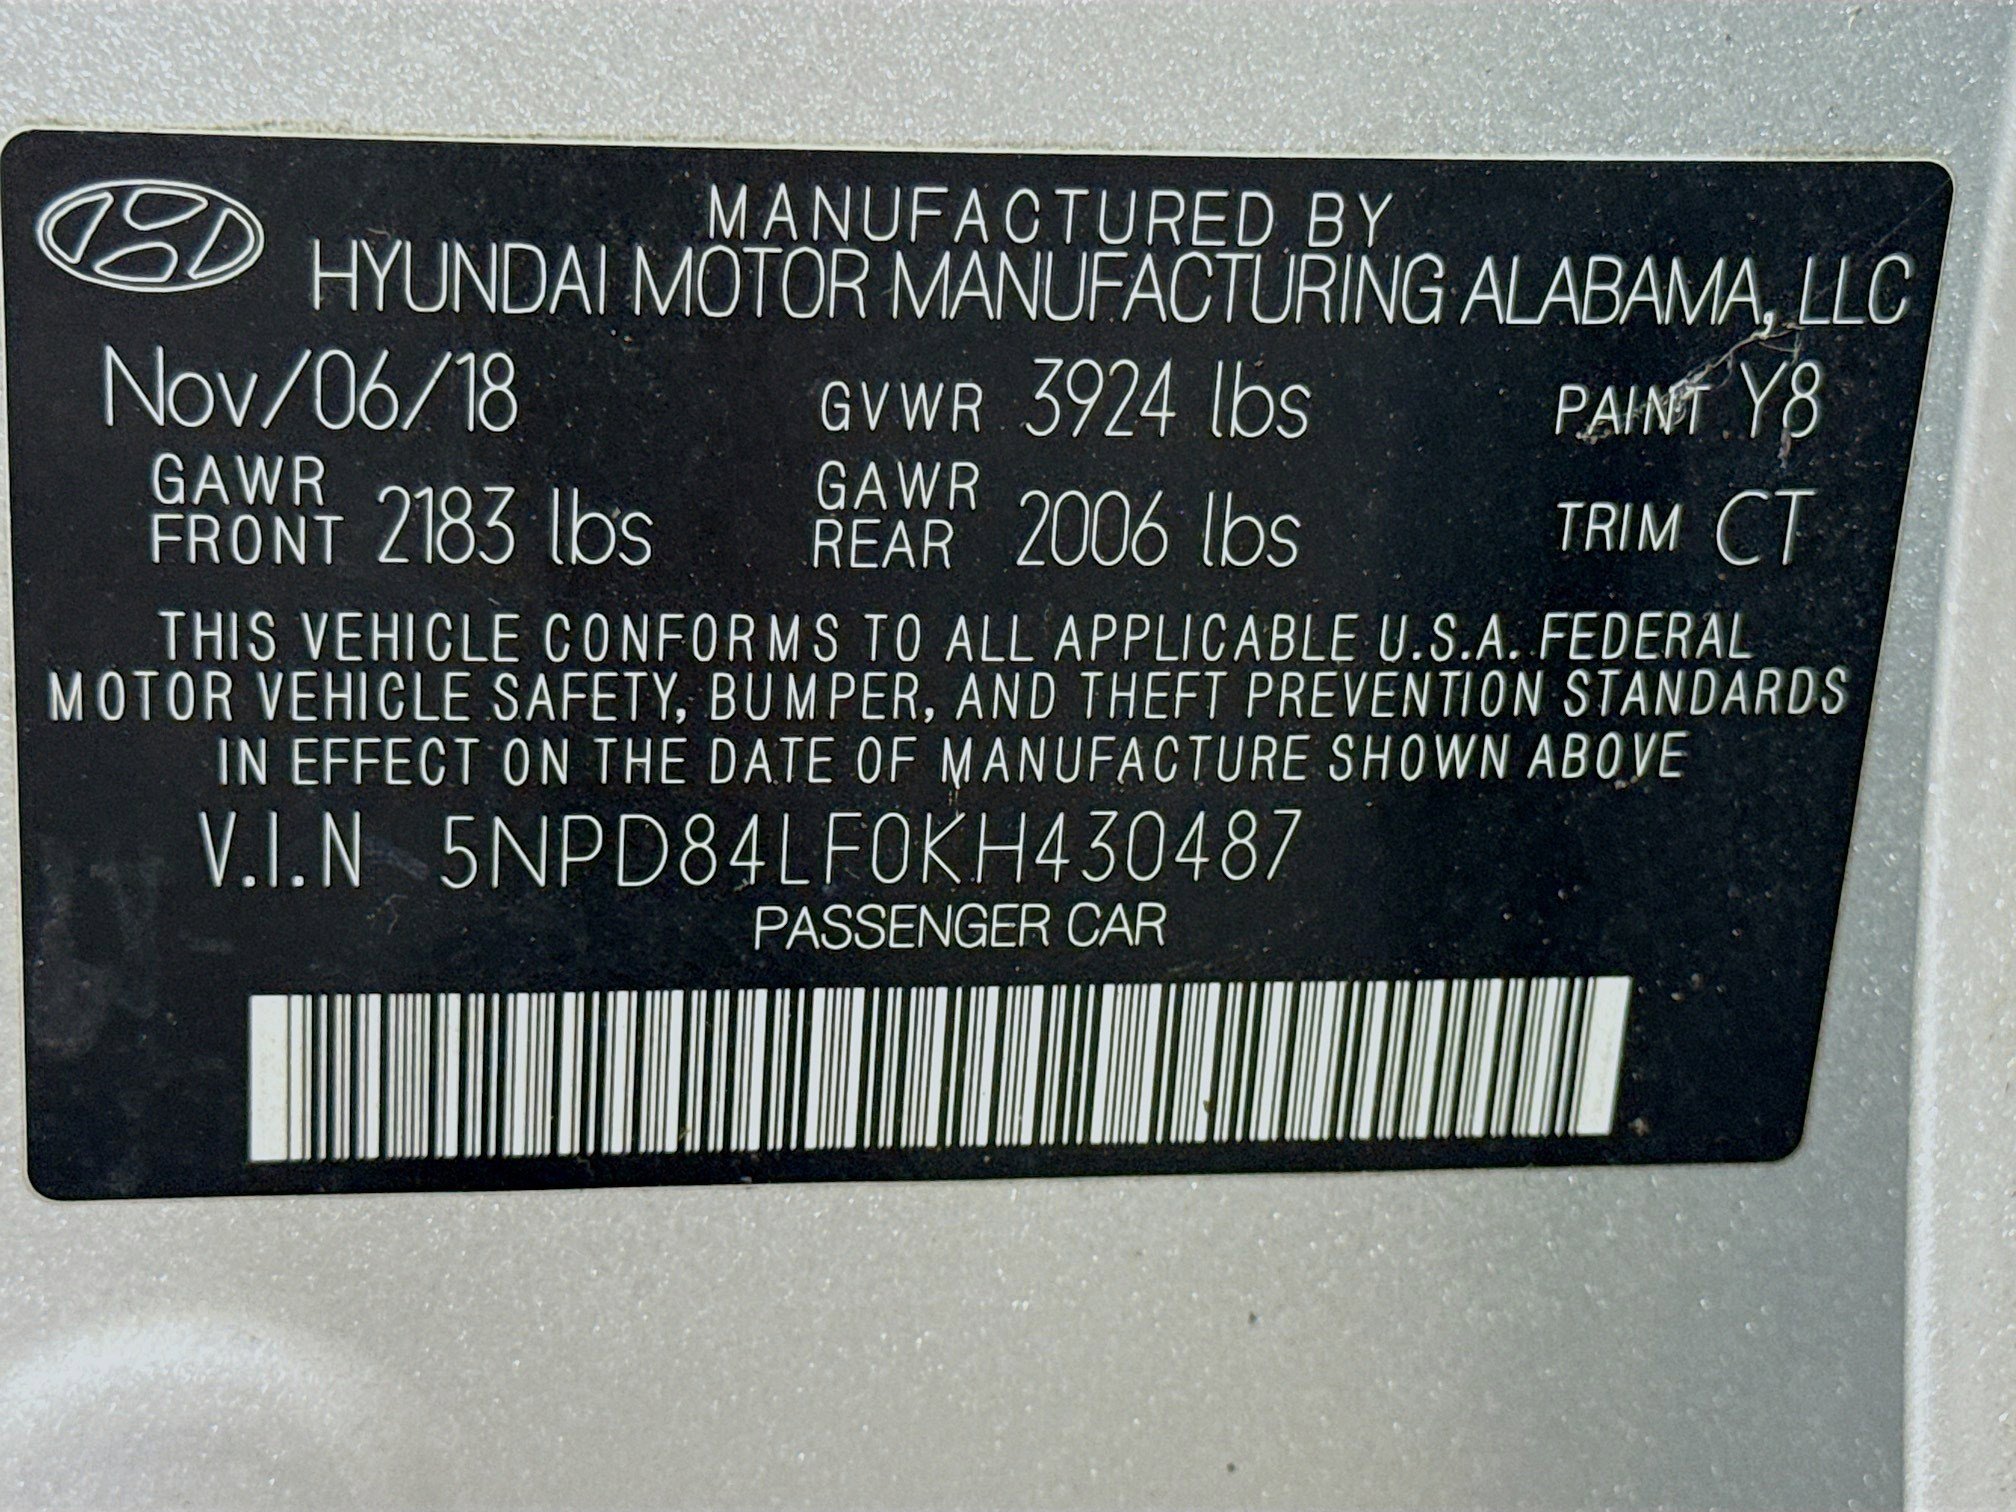 MANUFACTURED BY
HYUNDAI MOTOR MANUFACTURING ALABAMA, LLC
Nov/06/18 GVWR 3924 lbs PAINT Y8
GAWR FRONT 2183 lbs GAWR REAR 2006 lbs TRIM CT
THIS VEHICLE CONFORMS TO ALL APPLICABLE U.S.A. FEDERAL
MOTOR VEHICLE SAFETY, BUMPER, AND THEFT PREVENTION STANDARDS
IN EFFECT ON THE DATE OF MANUFACTURE SHOWN ABOVE
V.I.N 5NPD84LF0KH430487
PASSENGER CAR